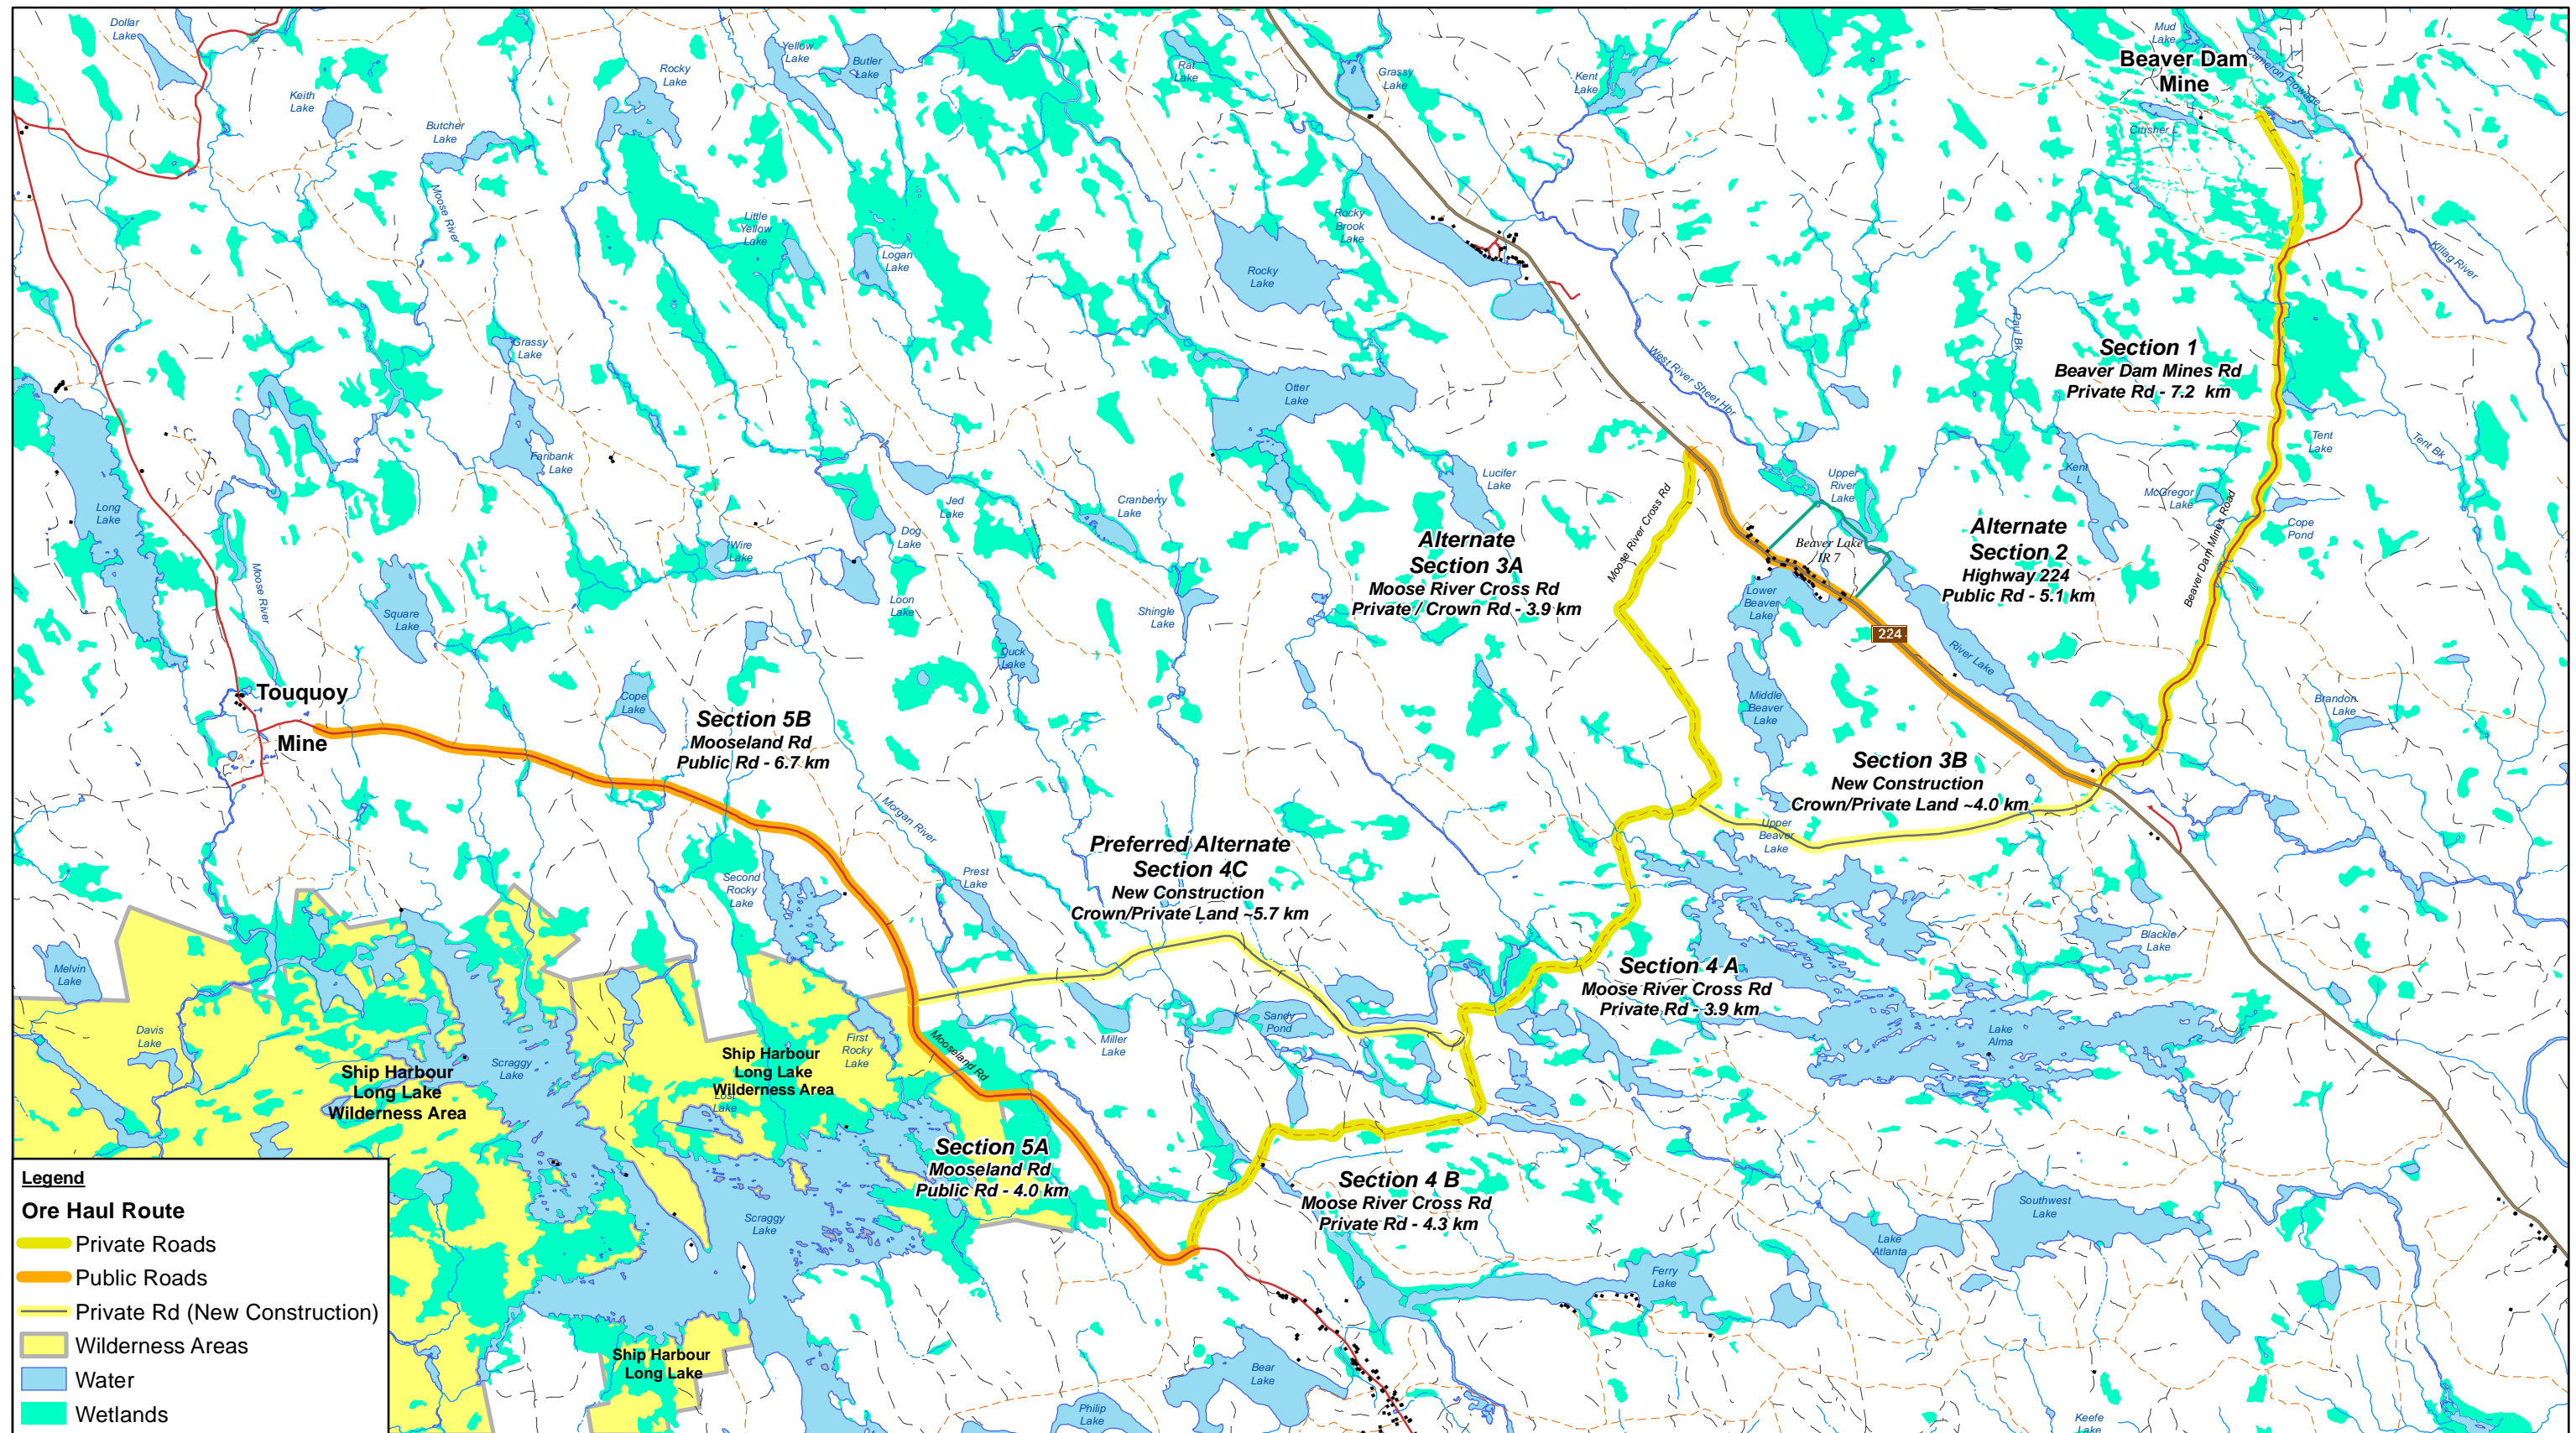 Dollar
Lake
Keith
Lake
Butcher
Lake
Moose River
Rocky
Lake
Yellow
Lake
Butler
Lake
Little
Yellow
Lake
Logan
Lake
Rat
Lake
Grassy
Lake
Kent
Lake
Rocky
Brook
Lake
Rocky
Lake
Mud
Lake
Cameron Flowage
Beaver Dam
Mine
Crusher L
Killag River
Grassy
Lake
Fanbank
Lake
Otter
Lake
West River Sheet Hbr
Paul Bk
Section 1
Beaver Dam Mines Rd
Private Rd - 7.2 km
Tent
Lake
Tent Bk
Long
Lake
Moose River
Square
Lake
Wire
Lake
Jed
Lake
Dog
Lake
Loon
Lake
Cranberry
Lake
Shingle
Lake
Duck
Lake
Lucifer
Lake
Alternate
Section 3A
Moose River Cross Rd
Private / Crown Rd - 3.9 km
Moose River Cross Rd
Upper
River
Lake
Beaver Lake
IR 7
Lower
Beaver
Lake
224
River Lake
Alternate
Section 2
Highway 224
Public Rd - 5.1 km
Kent
L
McGregor
Lake
Cope
Pond
Beaver Dam Mines Road
Touquoy
Mine
Cope
Lake
Section 5B
Mooseland Rd
Public Rd - 6.7 km
Middle
Beaver
Lake
Brandon
Lake
Section 3B
New Construction
Crown/Private Land ~4.0 km
Upper
Beaver
Lake
Morgan River
Prest
Lake
Second
Rocky
Lake
Preferred Alternate
Section 4C
New Construction
Crown/Private Land ~5.7 km
Blackie
Lake
Melvin
Lake
Davis
Lake
Scraggy
Lake
Ship Harbour
Long Lake
Wilderness Area
Ship Harbour
Long Lake
Wilderness Area
Lost
Lake
First
Rocky
Lake
Mooseland Rd
Miller
Lake
Sandy
Pond
Section 4 A
Moose River Cross Rd
Private Rd - 3.9 km
Lake
Alma
Section 5A
Mooseland Rd
Public Rd - 4.0 km
Section 4 B
Moose River Cross Rd
Private Rd - 4.3 km
Scraggy
Lake
Southwest
Lake
Lake
Atlanta
Ferry
Lake
Ship Harbour
Long Lake
Bear
Lake
Philip
Lake
Keefe
Lake
Legend
Ore Haul Route
Private Roads
Public Roads
Private Rd (New Construction)
Wilderness Areas
Water
Wetlands